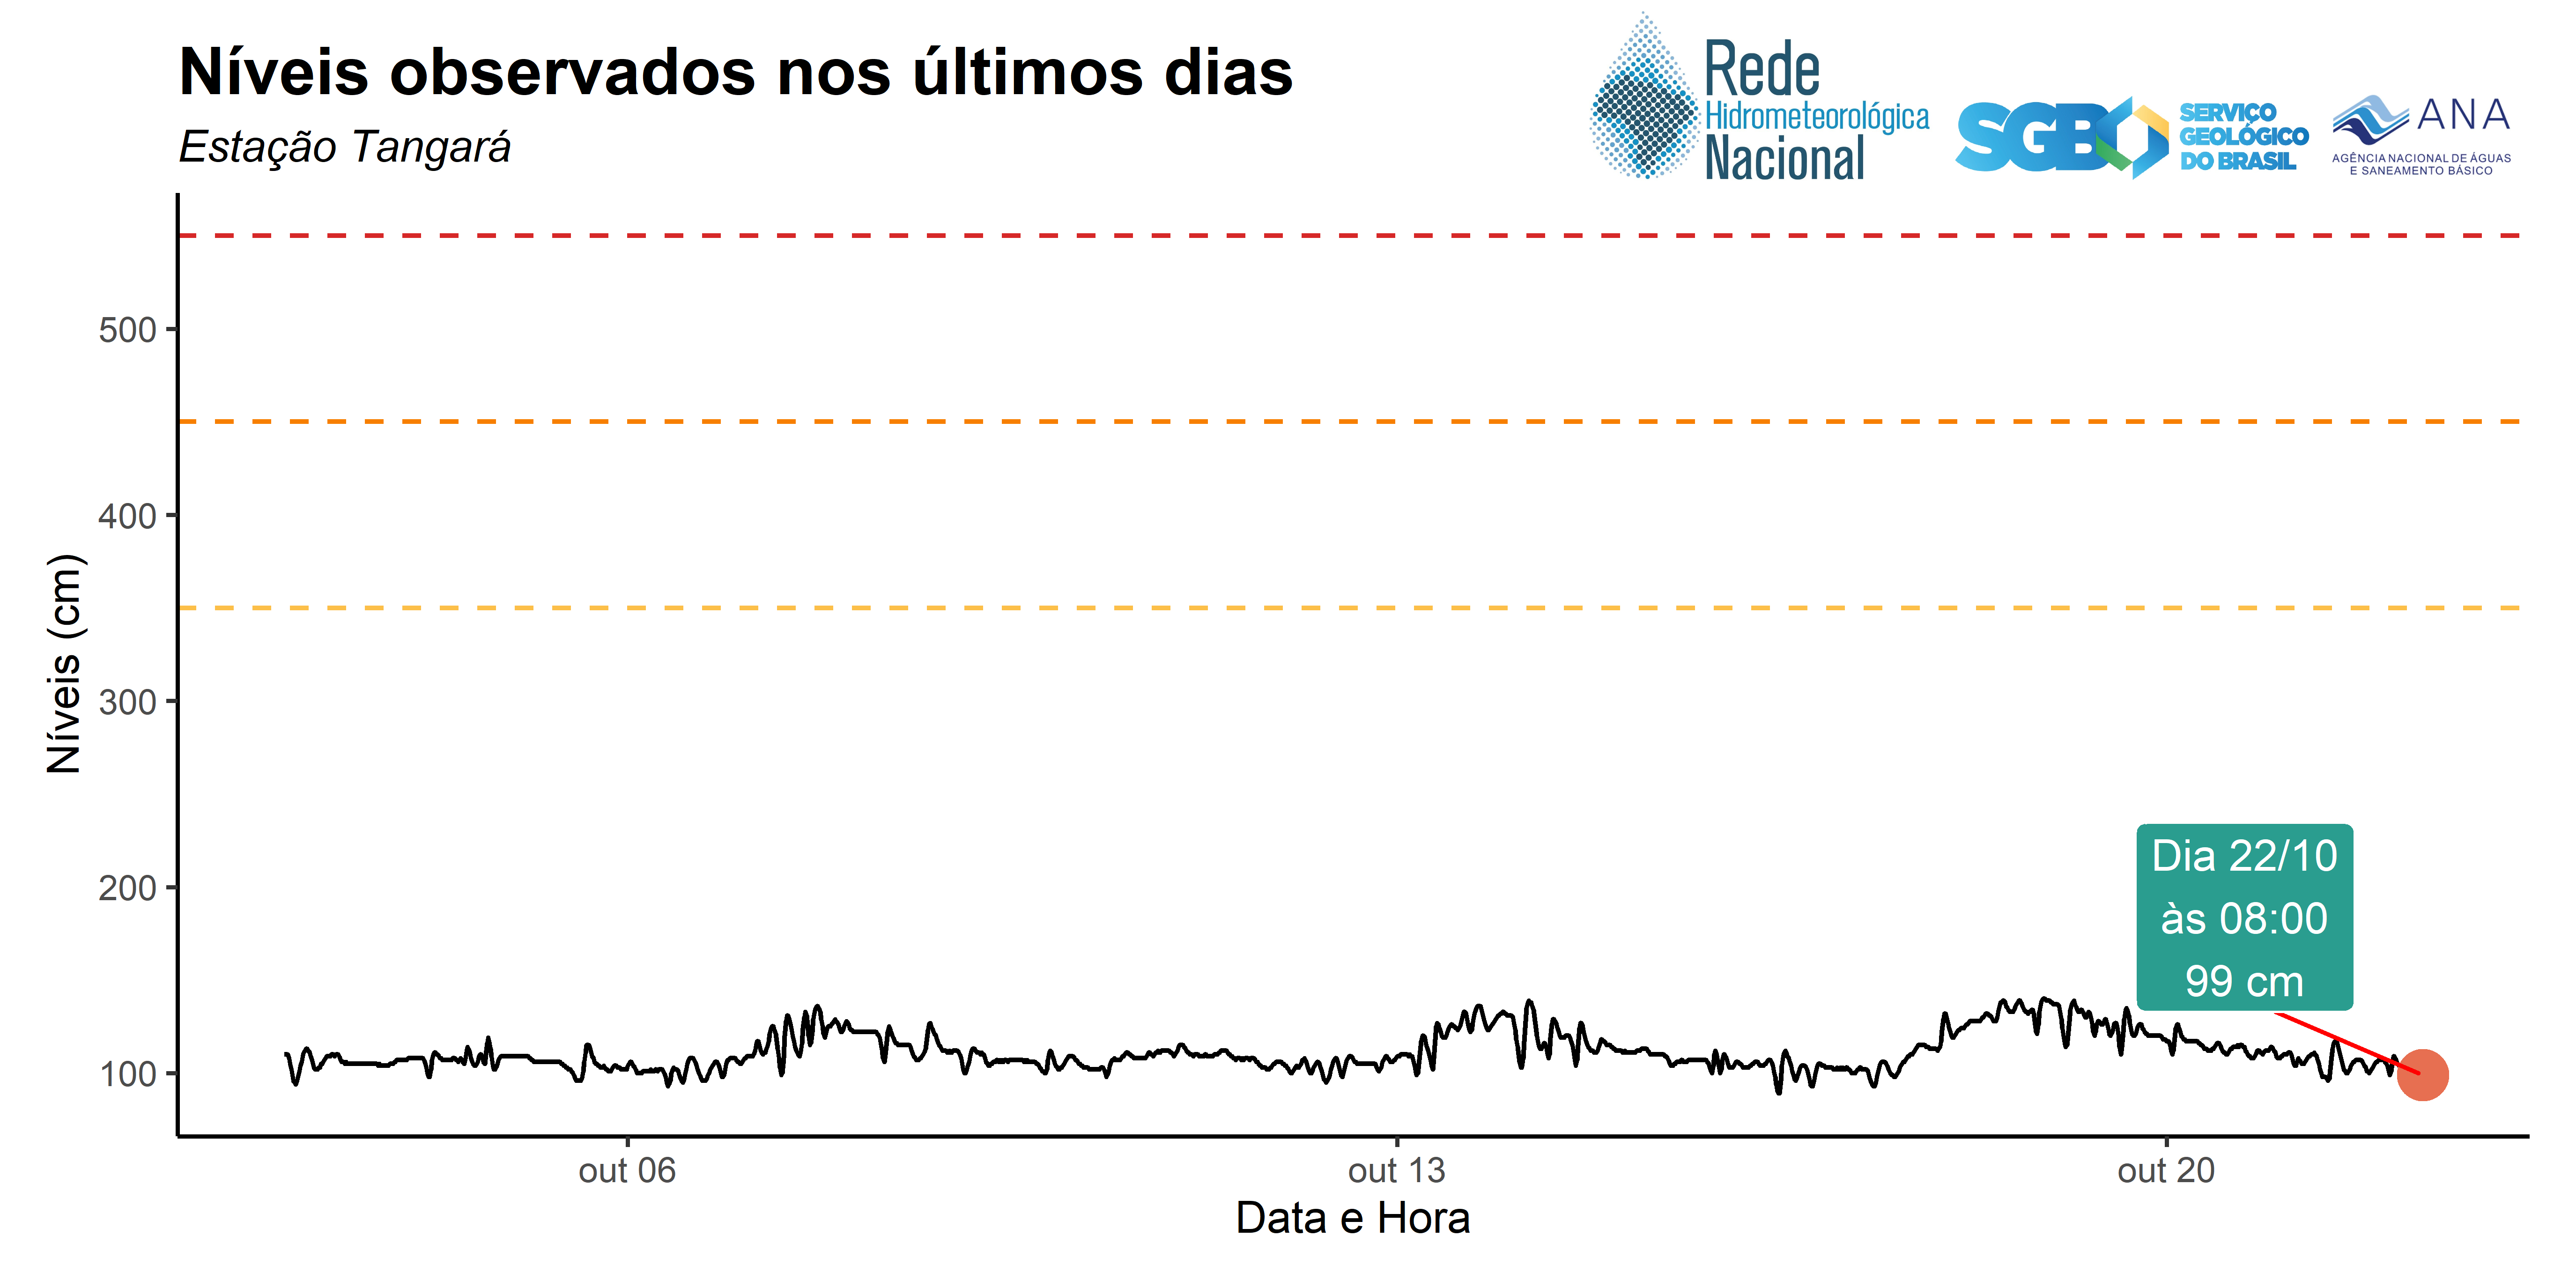 Níveis observados nos últimos dias
Estação Tangará
Rede
Hidrometeorológica
Nacional
SGB
SERVIÇO
GEOLÓGICO
DO BRASIL
ANA
AGÊNCIA NACIONAL DE ÁGUAS
E SANEAMENTO BÁSICO
Níveis (cm)
500
400
300
200
100
Dia 22/10
às 08:00
99 cm
out 06
out 13
out 20
Data e Hora